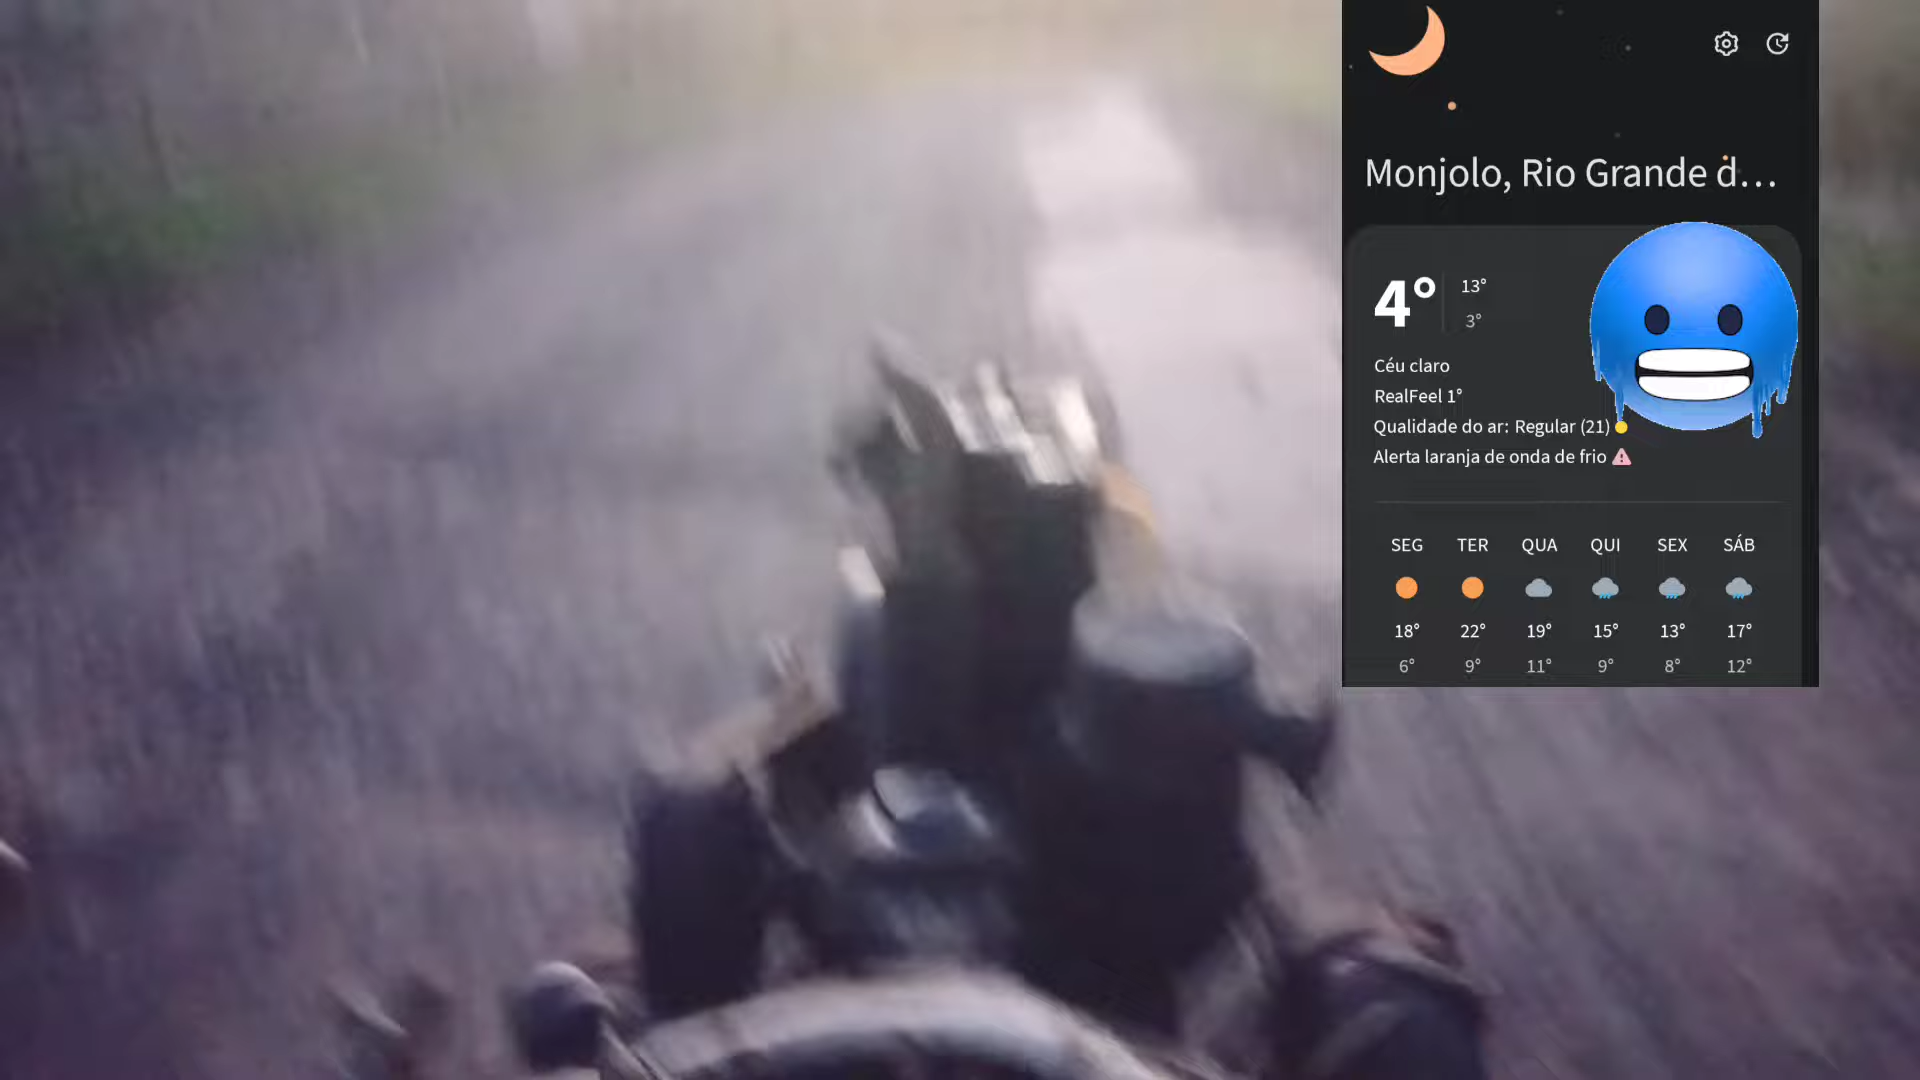 Monjolo, Rio Grande d...
4°
13°
3°
Céu claro
RealFeel 1°
Qualidade do ar: Regular (21)
Alerta laranja de onda de frio
SEG TER QUA QUI SEX SÁB
18° 22° 19° 15° 13° 17°
6° 9° 11° 9° 8° 12°